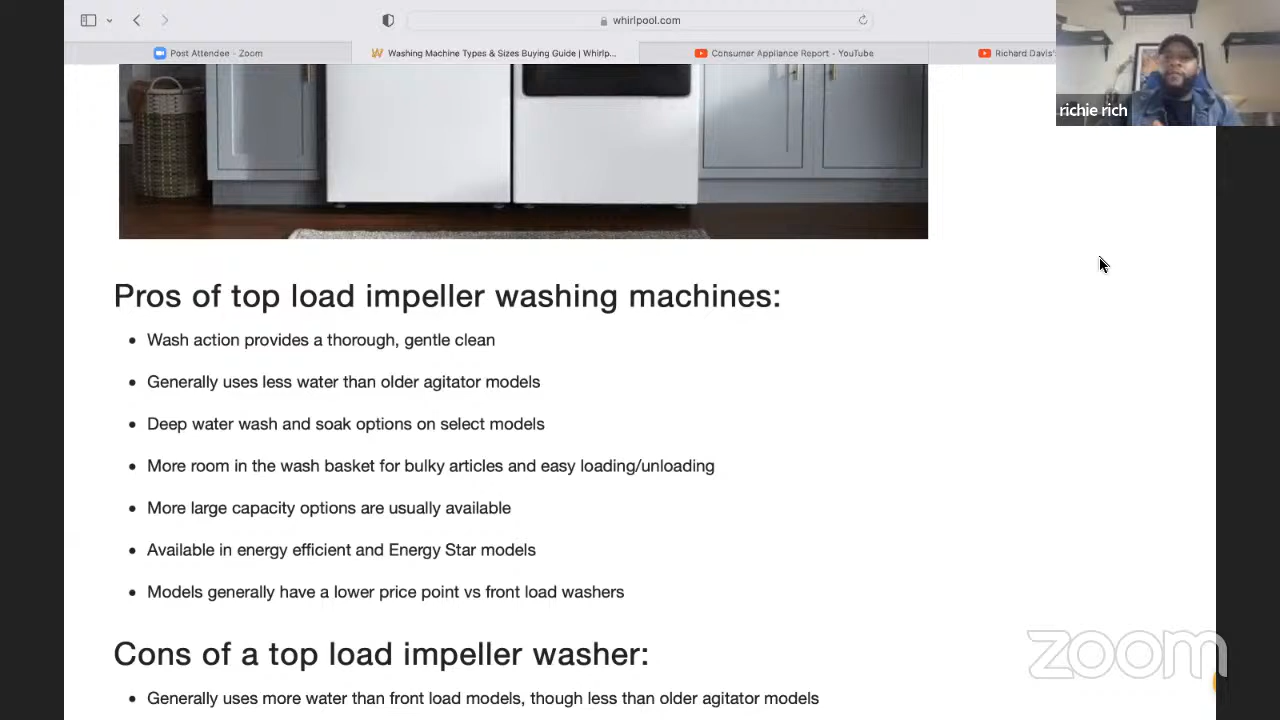 whirlpool.com
Post Attendee - Zoom
Washing Machine Types & Sizes Buying Guide | Whirlp...
Consumer Appliance Report - YouTube
Richard Davis'
richie rich
Pros of top load impeller washing machines:
Wash action provides a thorough, gentle clean
Generally uses less water than older agitator models
Deep water wash and soak options on select models
More room in the wash basket for bulky articles and easy loading/unloading
More large capacity options are usually available
Available in energy efficient and Energy Star models
Models generally have a lower price point vs front load washers
Cons of a top load impeller washer:
Generally uses more water than front load models, though less than older agitator models
zoom